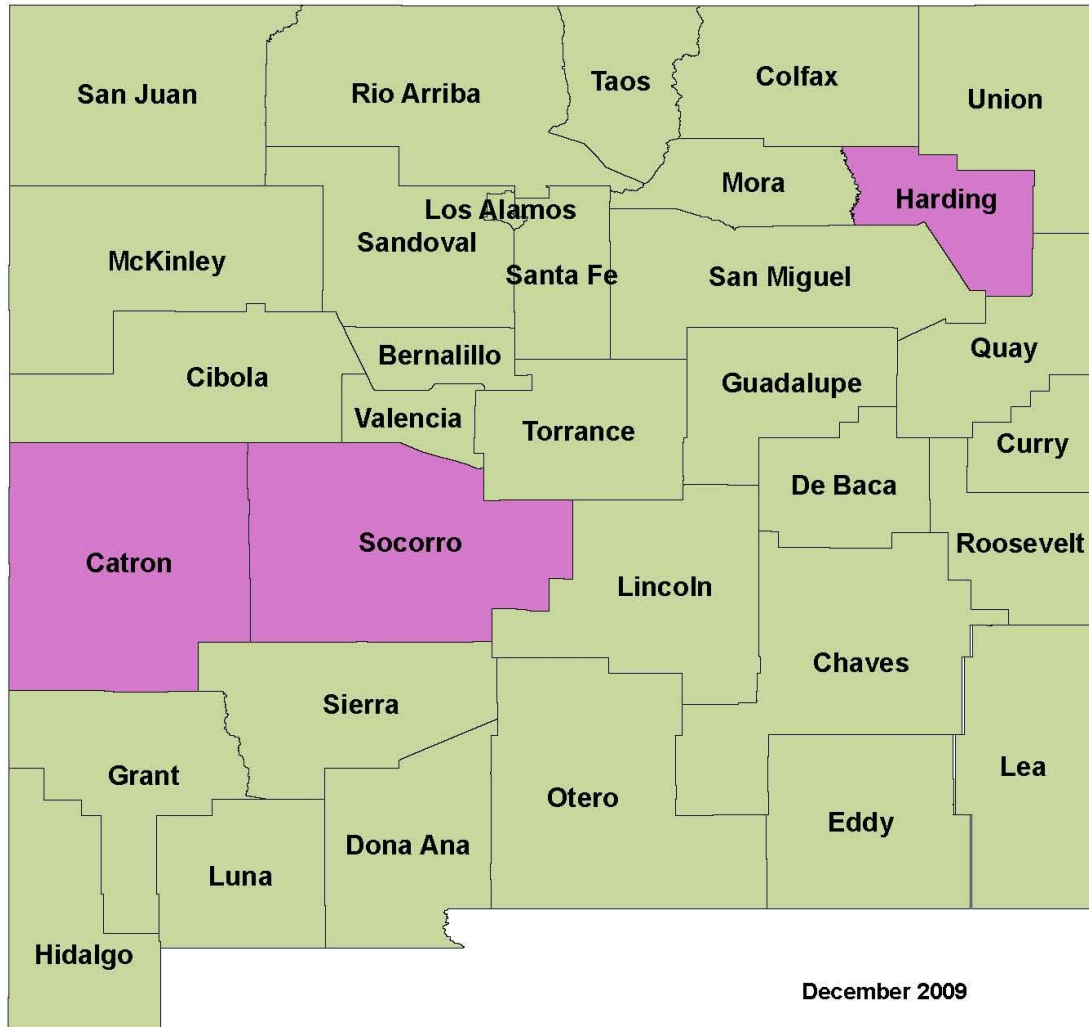 San Juan
Rio Arriba
Taos
Colfax
Union
Mora
Harding
Los Alamos
Sandoval
McKinley
Santa Fe
San Miguel
Bernalillo
Quay
Cibola
Guadalupe
Valencia
Torrance
Curry
De Baca
Socorro
Roosevelt
Catron
Lincoln
Chaves
Sierra
Grant
Otero
Lea
Eddy
Dona Ana
Luna
Hidalgo
December 2009